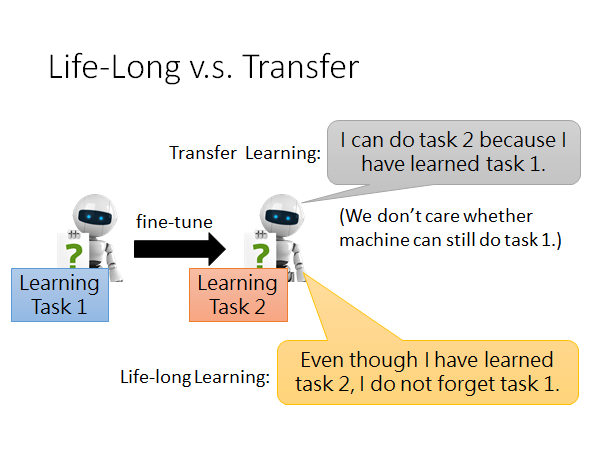 Life-Long v.s. Transfer
Transfer Learning:
I can do task 2 because I
have learned task 1.
(We don't care whether
machine can still do task 1.)
fine-tune
?
?
Learning
Task 1
Learning
Task 2
Life-long Learning:
Even though I have learned
task 2, I do not forget task 1.